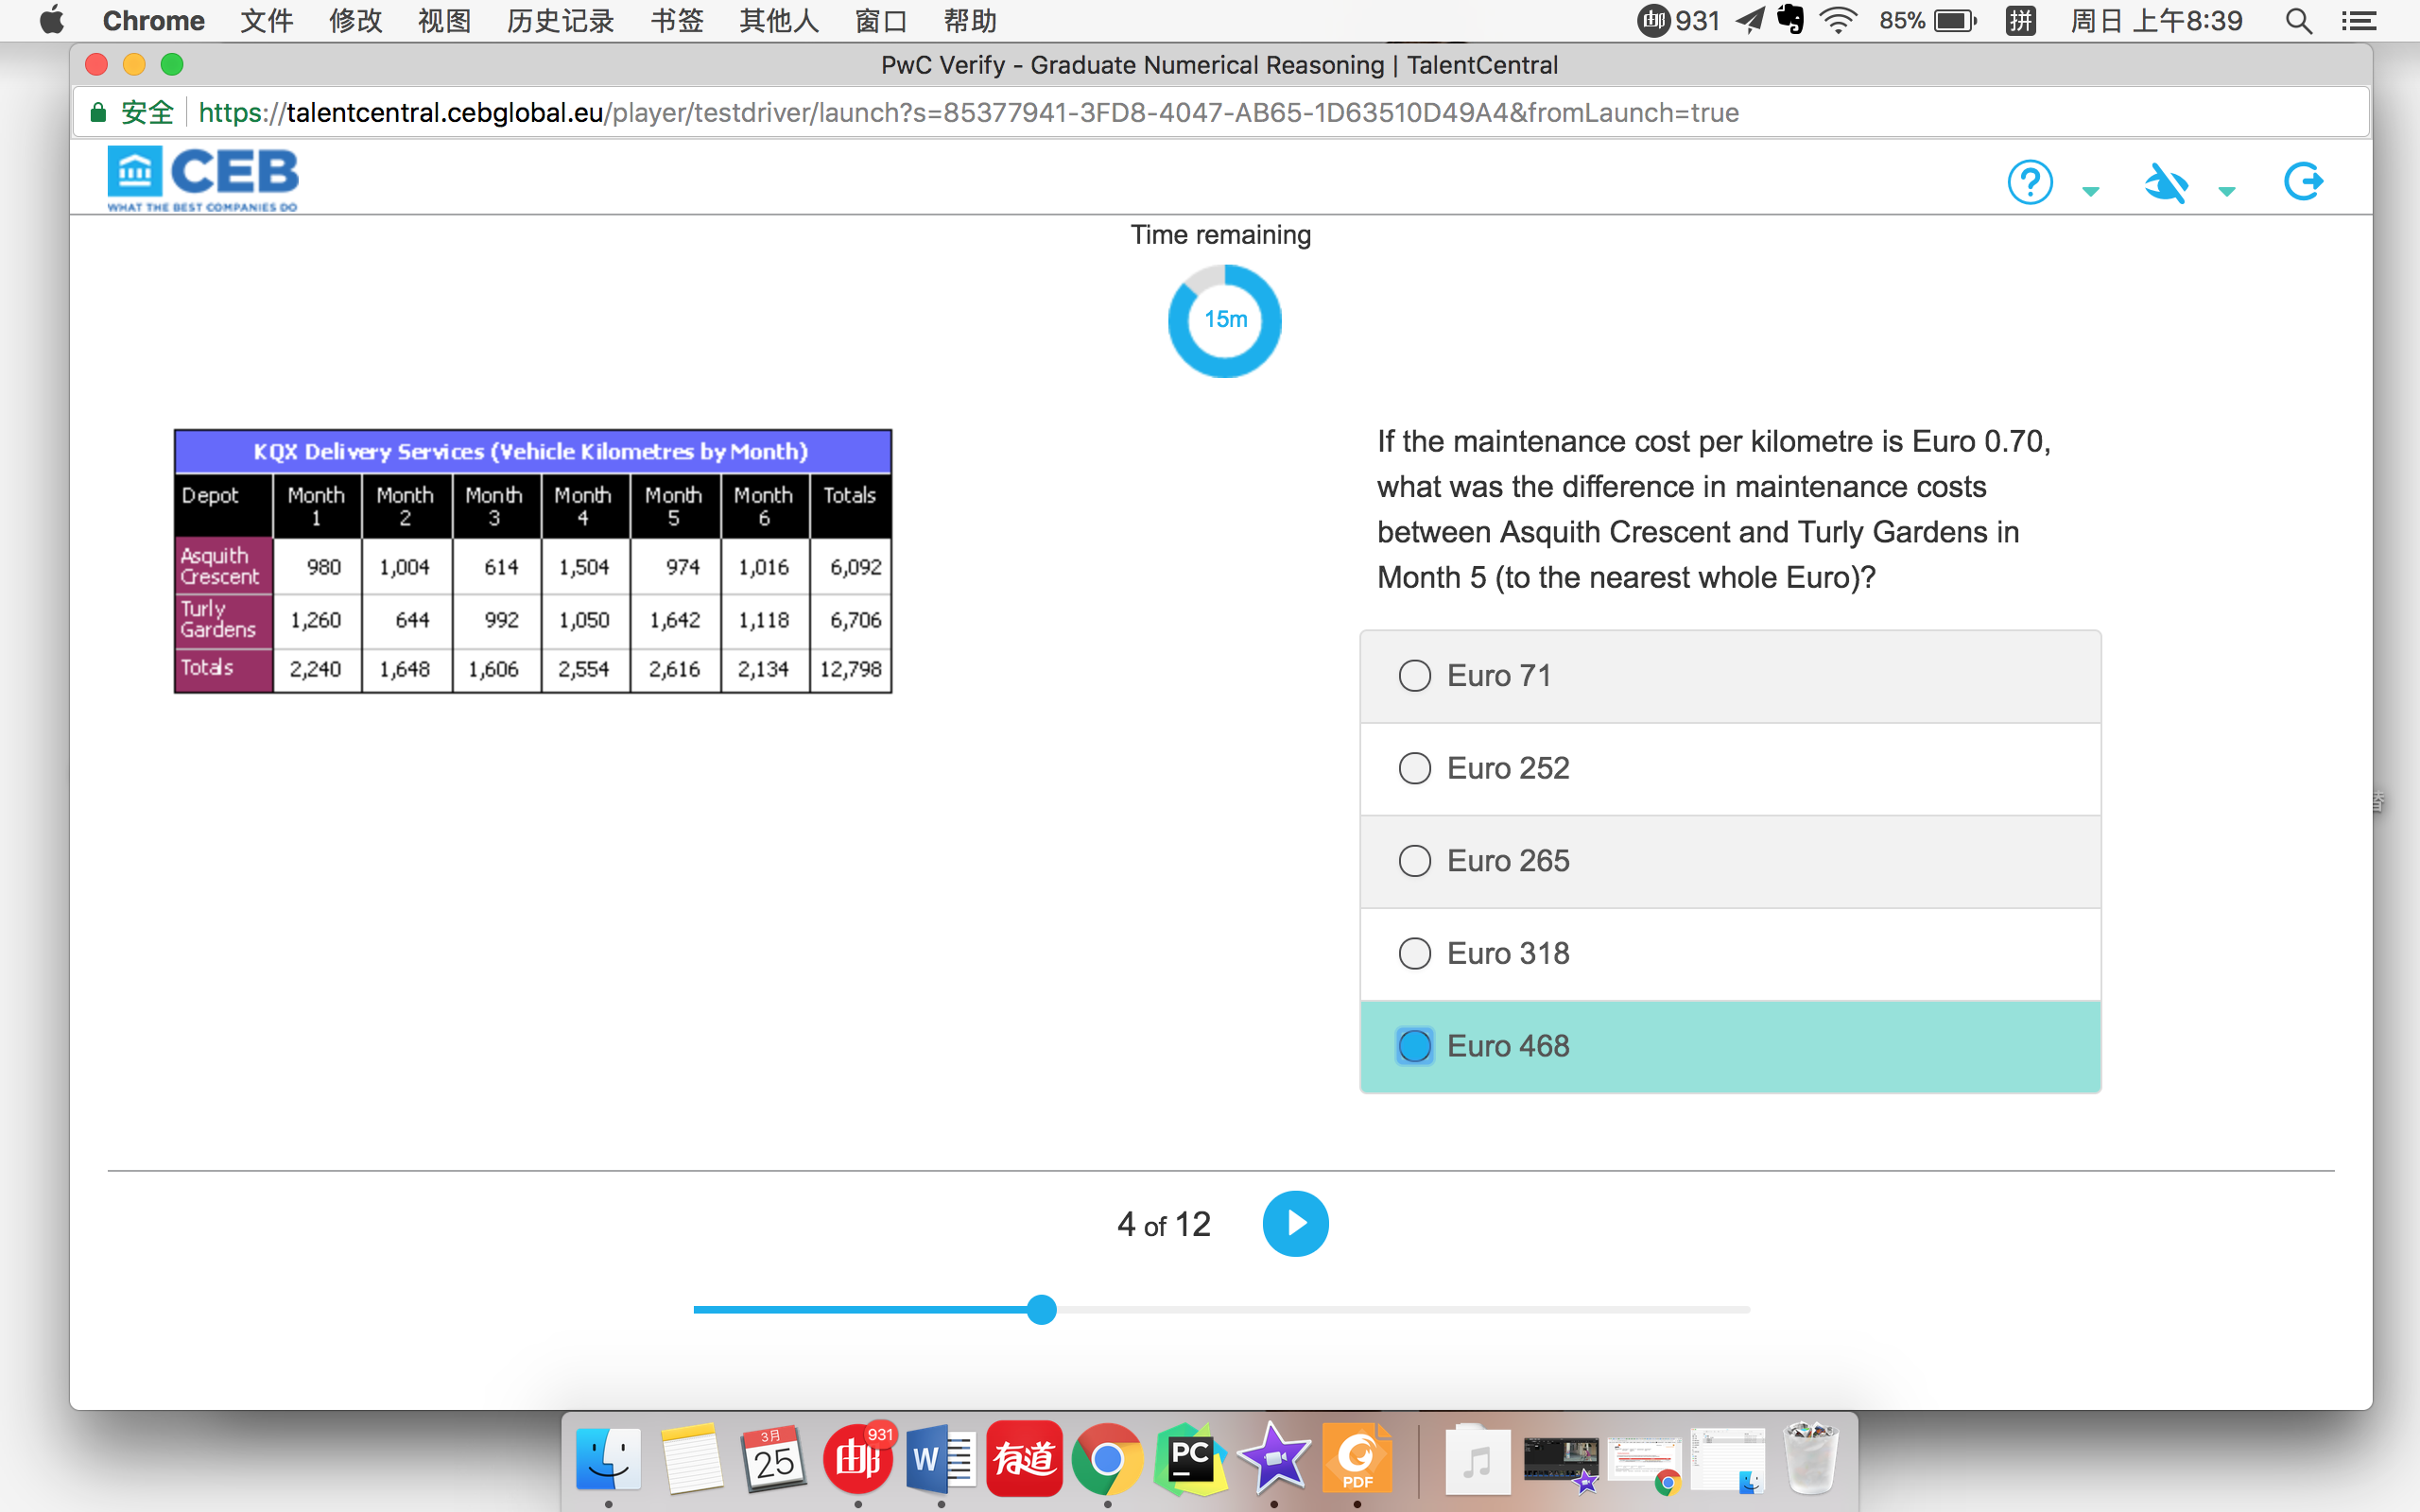 Chrome 文件 修改 视图 历史记录 书签 其他人 窗口 帮助 邮 931 85% 拼 周日 上午8:39
PwC Verify - Graduate Numerical Reasoning | TalentCentral
安全 https://talentcentral.cebglobal.eu/player/testdriver/launch?s=85377941-3FD8-4047-AB65-1D63510D49A4&fromLaunch=true
CEB
WHAT THE BEST COMPANIES DO
?
Time remaining
15m
KQX Delivery Services (Vehicle Kilometres by Month)
Depot Month 1 Month 2 Month 3 Month 4 Month 5 Month 6 Totals
Asquith Crescent 980 1,004 614 1,504 974 1,016 6,092
Turly Gardens 1,260 644 992 1,050 1,642 1,118 6,706
Totals 2,240 1,648 1,606 2,554 2,616 2,134 12,798
If the maintenance cost per kilometre is Euro 0.70,
what was the difference in maintenance costs
between Asquith Crescent and Turly Gardens in
Month 5 (to the nearest whole Euro)?
Euro 71
Euro 252
Euro 265
Euro 318
Euro 468
4 of 12
3月
25
邮
931
W
有道
PC
PDF